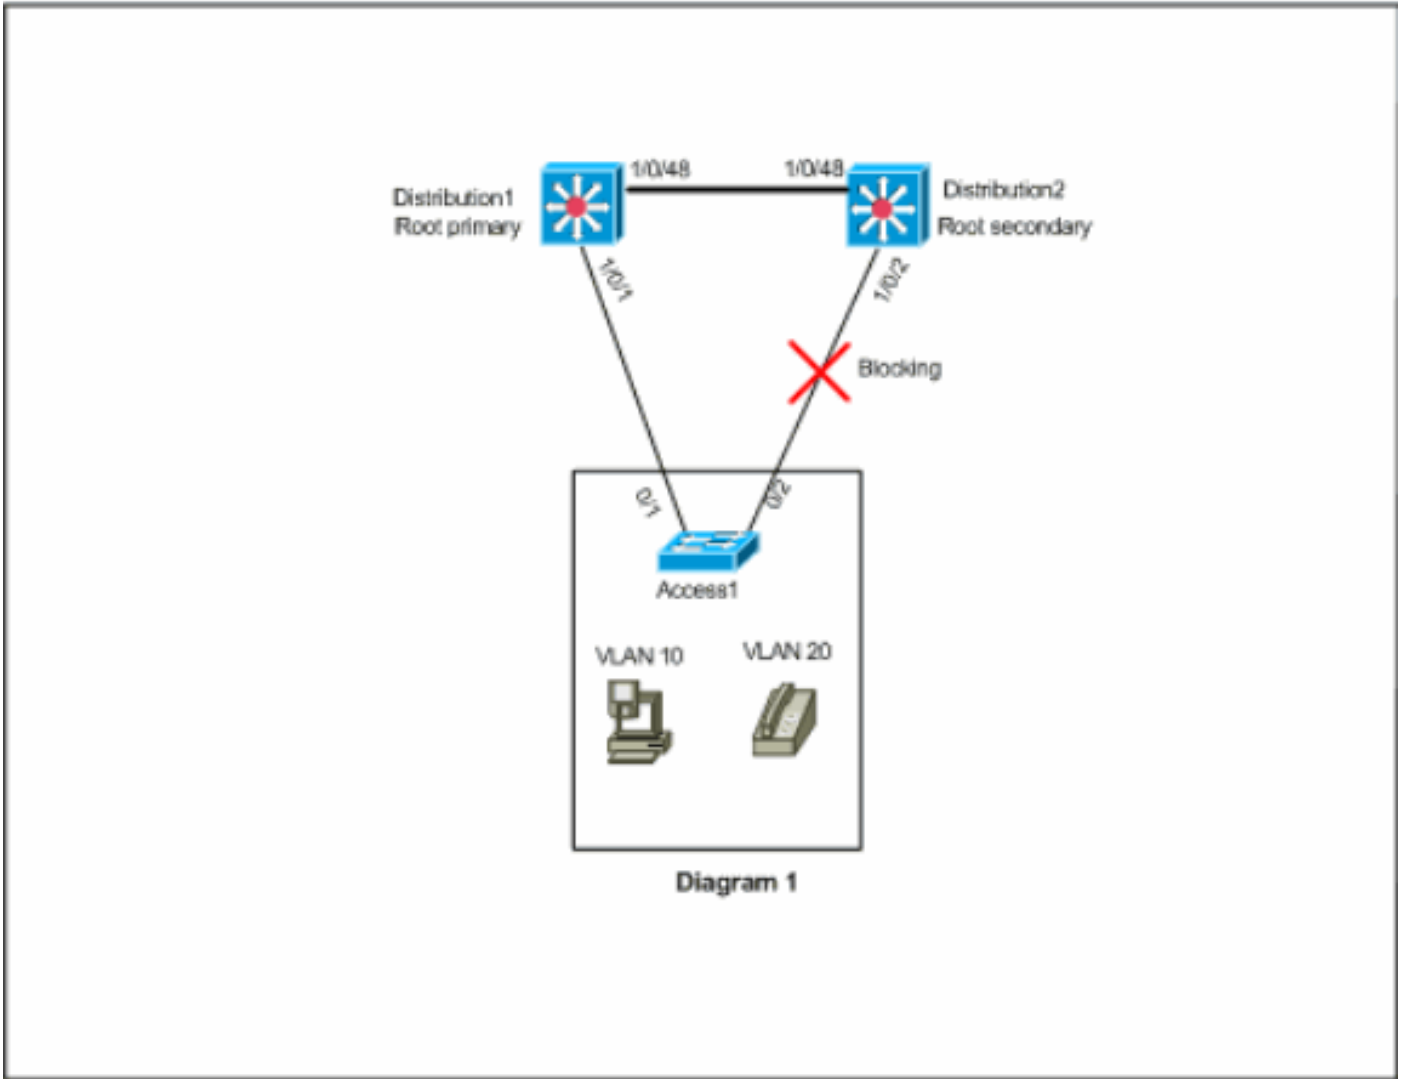 1/0/48
1/0/48
Distribution1
Root primary
Distribution2
Root secondary
1/0/1
1/0/2
Blocking
0/1
0/2
Access1
VLAN 10
VLAN 20
Diagram 1